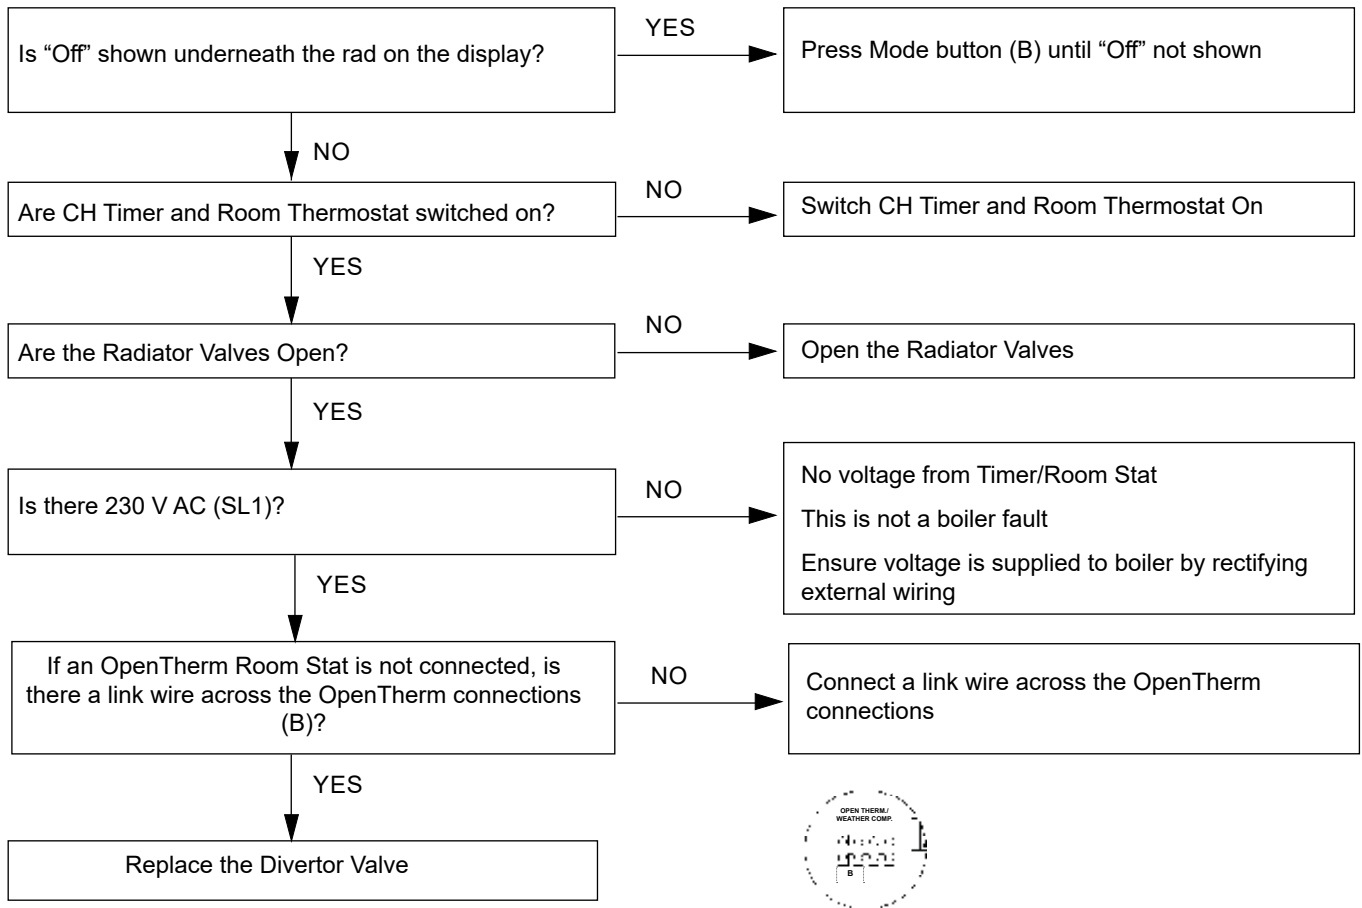 Is “Off” shown underneath the rad on the display?
YES
Press Mode button (B) until “Off” not shown
NO
Are CH Timer and Room Thermostat switched on?
NO
Switch CH Timer and Room Thermostat On
YES
Are the Radiator Valves Open?
NO
Open the Radiator Valves
YES
Is there 230 V AC (SL1)?
NO
No voltage from Timer/Room Stat
This is not a boiler fault
Ensure voltage is supplied to boiler by rectifying
external wiring
YES
If an OpenTherm Room Stat is not connected, is
there a link wire across the OpenTherm connections
(B)?
NO
Connect a link wire across the OpenTherm
connections
YES
Replace the Divertor Valve
OPEN THERM./
WEATHER COMP.
B